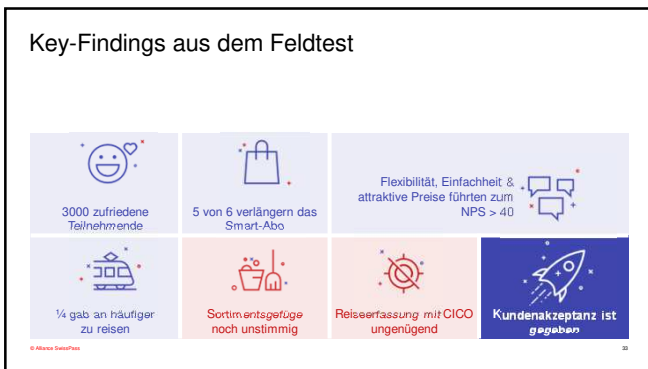 Key-Findings aus dem Feldtest
3000 zufriedene
Teilnehmende
5 von 6 verlängern das
Smart-Abo
Flexibilität, Einfachheit &
attraktive Preise führten zum
NPS > 40
¼ gab an häufiger
zu reisen
Sortimentsgefüge
noch unstimmig
Reiseerfassung mit CICO
ungenügend
Kundenakzeptanz ist
gegeben
© Alliance SwissPass
33